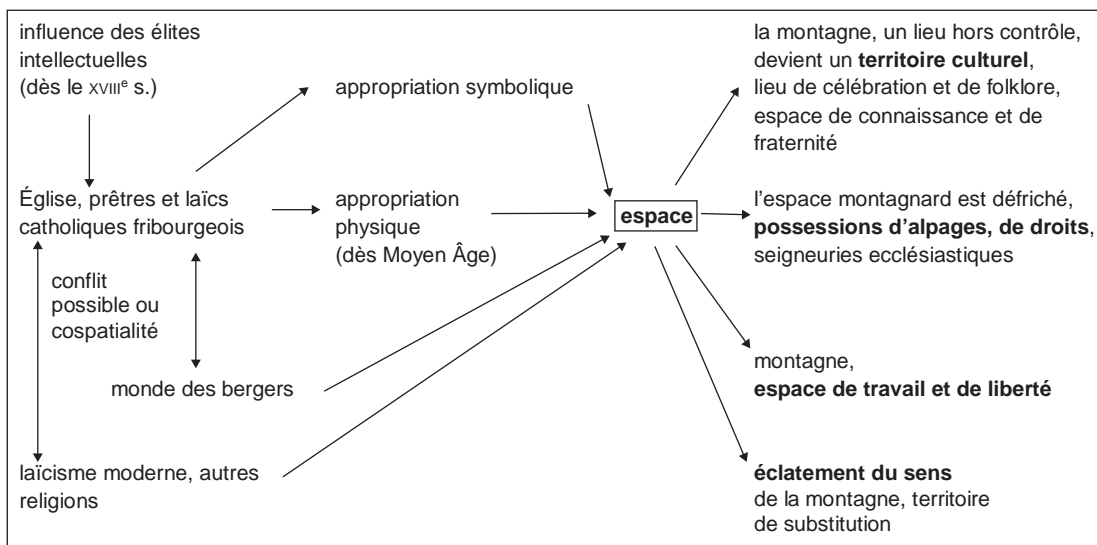 influence des élites
intellectuelles
(dès le XVIIIe s.)
appropriation symbolique
la montagne, un lieu hors contrôle,
devient un territoire culturel,
lieu de célébration et de folklore,
espace de connaissance et de
fraternité
Église, prêtres et laïcs
catholiques fribourgeois
appropriation
physique
(dès Moyen Âge)
espace
l'espace montagnard est défriché,
possessions d'alpages, de droits,
seigneuries ecclésiastiques
conflit
possible ou
cospatialité
monde des bergers
montagne,
espace de travail et de liberté
laïcisme moderne, autres
religions
éclatement du sens
de la montagne, territoire
de substitution